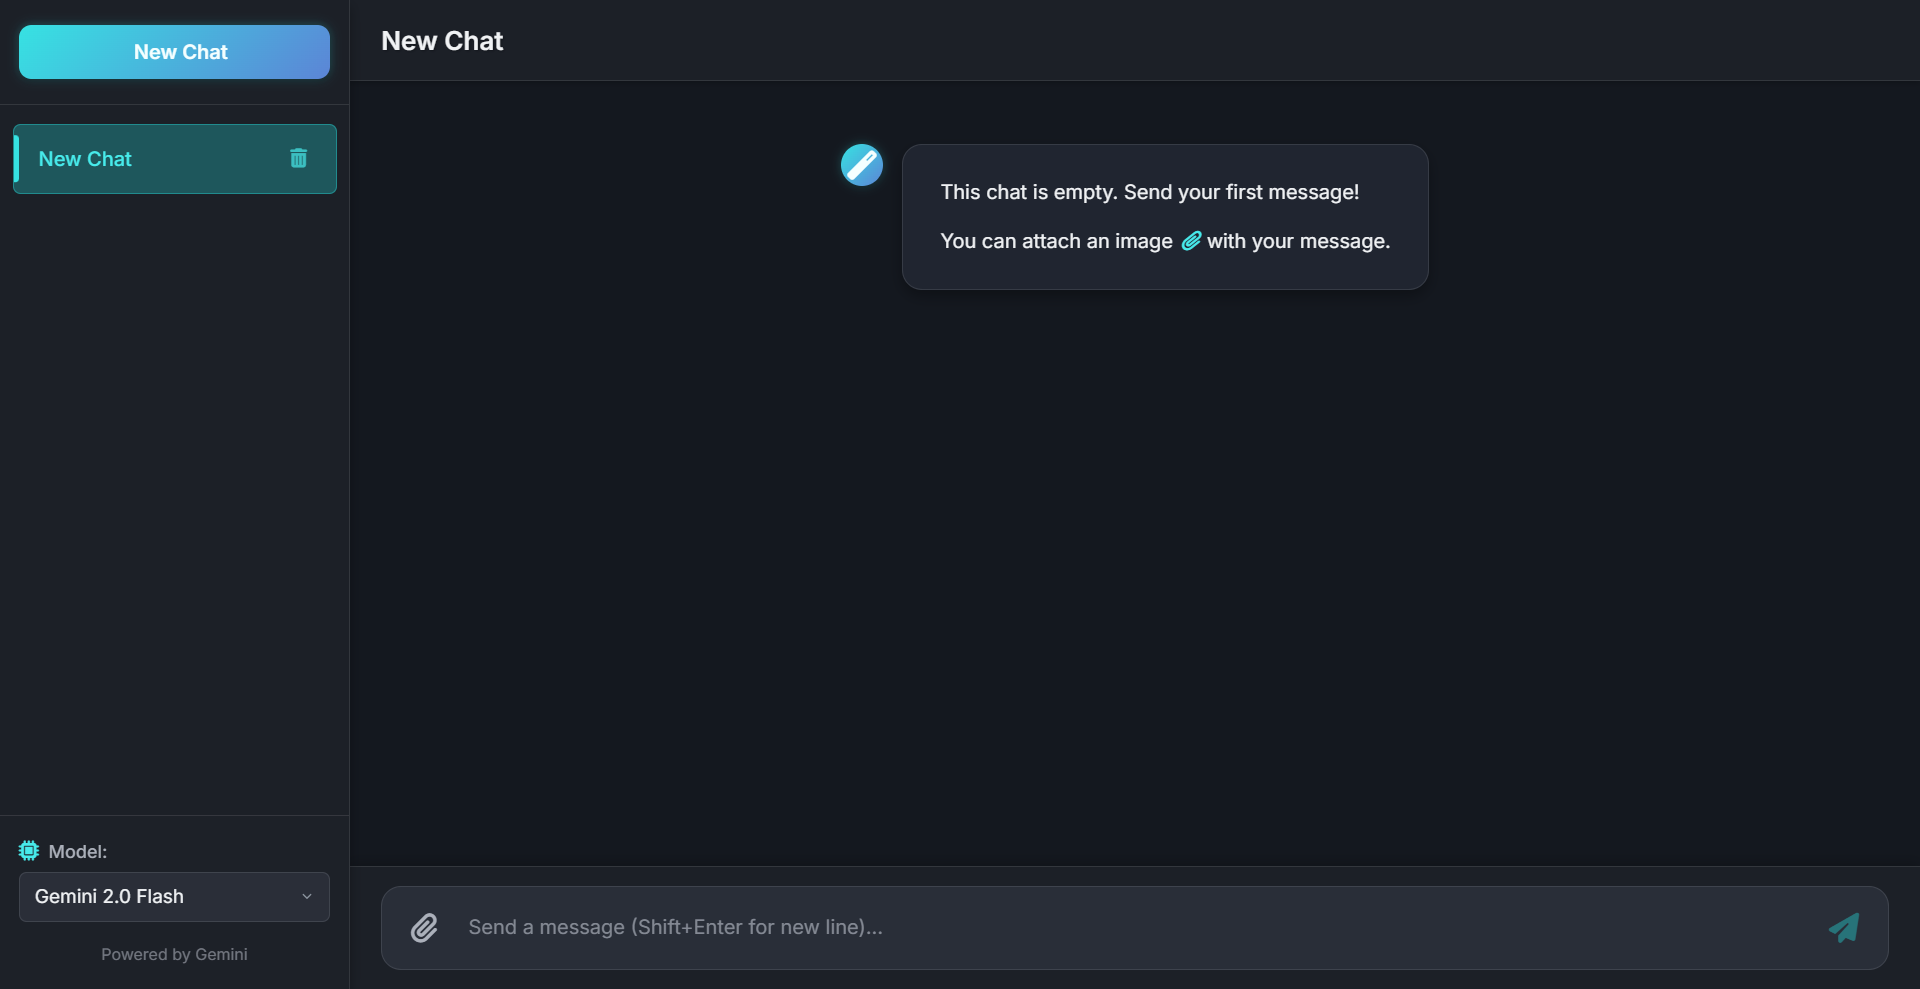 New Chat
New Chat
New Chat
This chat is empty. Send your first message!
You can attach an image with your message.
Model:
Gemini 2.0 Flash
Powered by Gemini
Send a message (Shift+Enter for new line)...